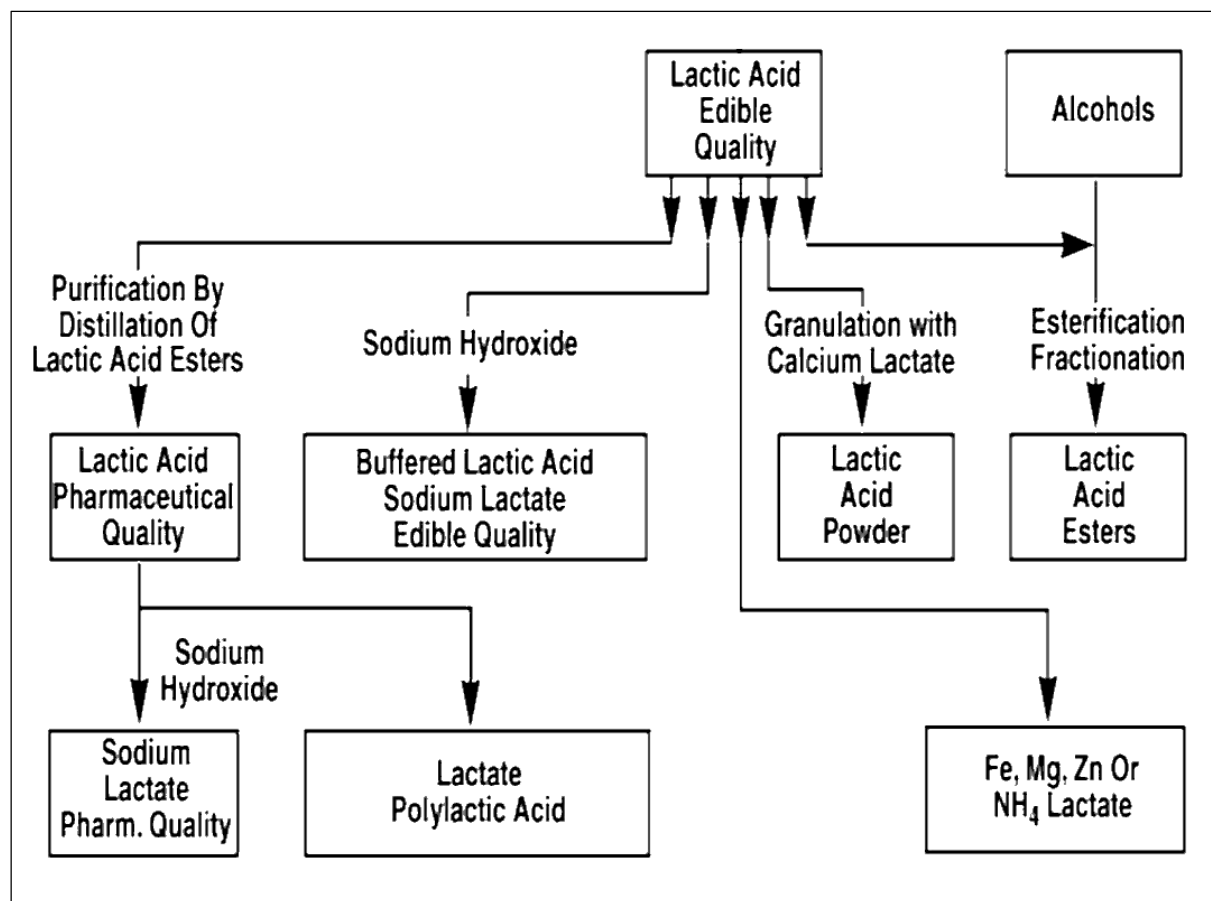 Lactic Acid
Edible
Quality
Alcohols
Purification By
Distillation Of
Lactic Acid Esters
Sodium Hydroxide
Granulation with
Calcium Lactate
Esterification
Fractionation
Lactic Acid
Pharmaceutical
Quality
Buffered Lactic Acid
Sodium Lactate
Edible Quality
Lactic
Acid
Powder
Lactic
Acid
Esters
Sodium
Hydroxide
Sodium
Lactate
Pharm. Quality
Lactate
Polylactic Acid
Fe, Mg, Zn Or
NH4 Lactate